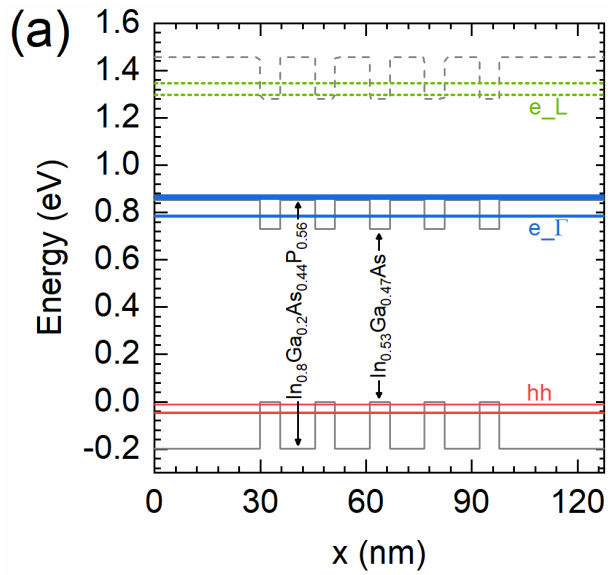 (a)
1.6
1.4
1.2
1.0
0.8
0.6
0.4
0.2
0.0
-0.2
Energy (eV)
e_L
e_Γ
hh
In0.8Ga0.2As0.44P0.56
In0.53Ga0.47As
0 30 60 90 120
x (nm)